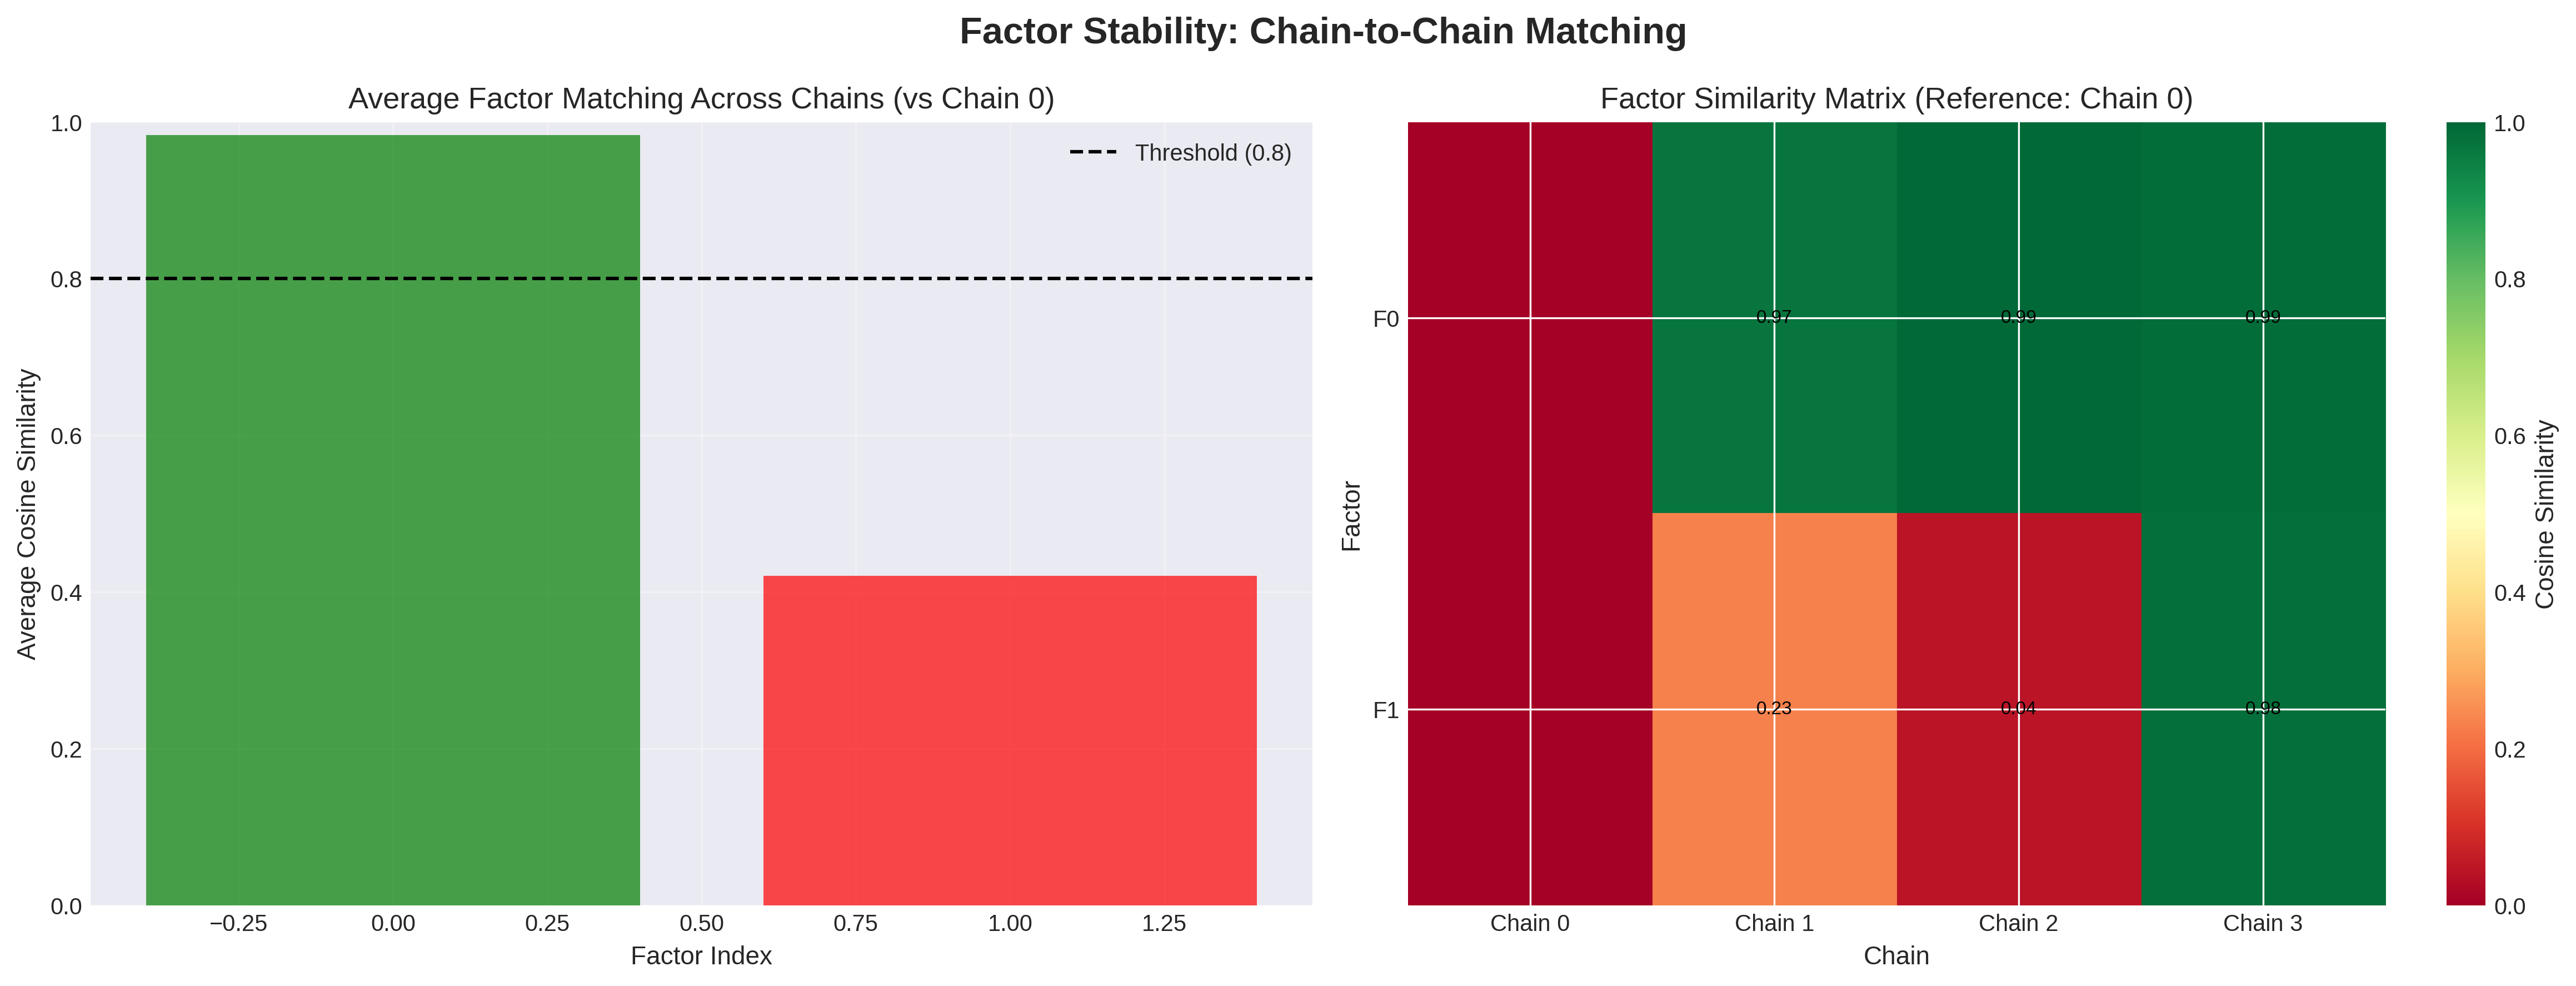 Factor Stability: Chain-to-Chain Matching
Average Factor Matching Across Chains (vs Chain 0)
Threshold (0.8)
1.0
0.8
0.6
0.4
0.2
0.0
Average Cosine Similarity
−0.25 0.00 0.25 0.50 0.75 1.00 1.25
Factor Index
Factor Similarity Matrix (Reference: Chain 0)
Factor
F0 0.97 0.99 0.99
F1 0.23 0.04 0.98
Chain 0 Chain 1 Chain 2 Chain 3
Chain
1.0
0.8
0.6
0.4
0.2
0.0
Cosine Similarity